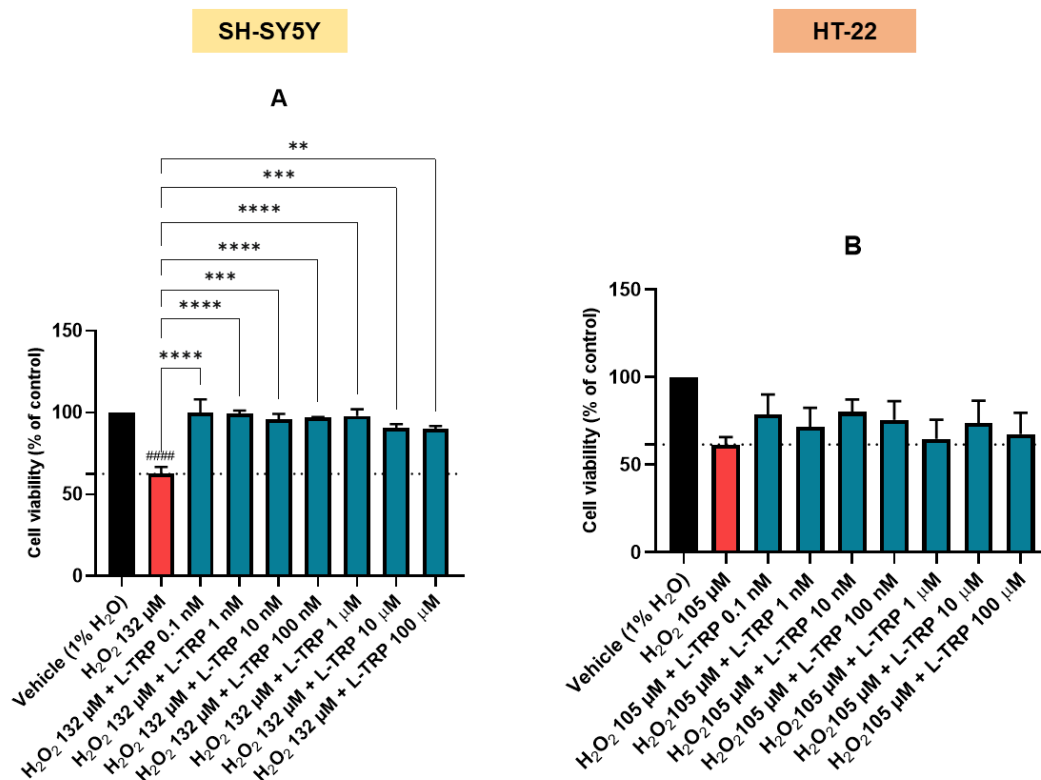 SH-SY5Y
HT-22
A
**
***
****
****
***
****
****
####
Cell viability (% of control)
150
100
50
0
Vehicle (1% H₂O)
H₂O₂ 132 µM
H₂O₂ 132 µM + L-TRP 0.1 nM
H₂O₂ 132 µM + L-TRP 1 nM
H₂O₂ 132 µM + L-TRP 10 nM
H₂O₂ 132 µM + L-TRP 100 nM
H₂O₂ 132 µM + L-TRP 1 µM
H₂O₂ 132 µM + L-TRP 10 µM
H₂O₂ 132 µM + L-TRP 100 µM
B
Cell viability (% of control)
150
100
50
0
Vehicle (1% H₂O)
H₂O₂ 105 µM
H₂O₂ 105 µM + L-TRP 0.1 nM
H₂O₂ 105 µM + L-TRP 1 nM
H₂O₂ 105 µM + L-TRP 10 nM
H₂O₂ 105 µM + L-TRP 100 nM
H₂O₂ 105 µM + L-TRP 1 µM
H₂O₂ 105 µM + L-TRP 10 µM
H₂O₂ 105 µM + L-TRP 100 µM